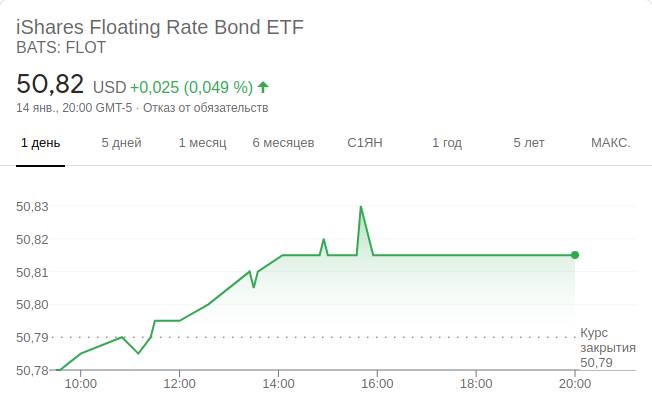 iShares Floating Rate Bond ETF
BATS: FLOT
50,82 USD +0,025 (0,049 %)
14 янв., 20:00 GMT-5 · Отказ от обязательств
1 день 5 дней 1 месяц 6 месяцев С1ЯН 1 год 5 лет МАКС.
50,83
50,82
50,81
50,80
50,79
50,78
Курс
закрытия
50,79
10:00 12:00 14:00 16:00 18:00 20:00